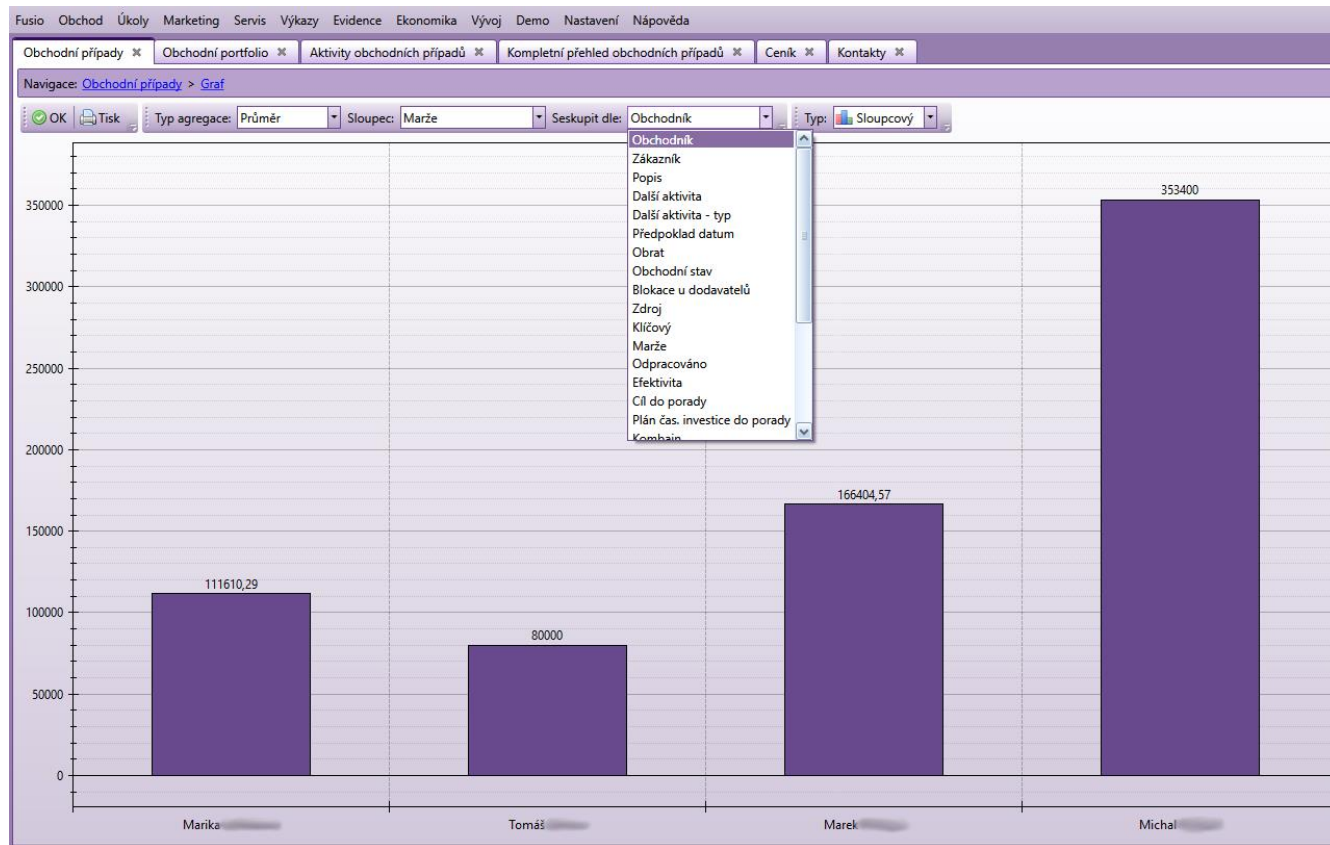 Fusio Obchod Úkoly Marketing Servis Výkazy Evidence Ekonomika Vývoj Demo Nastavení Nápověda
Obchodní případy Obchodní portfolio Aktivity obchodních případů Kompletní přehled obchodních případů Ceník Kontakty
Navigace: Obchodní případy > Graf
OK Tisk Typ agregace: Průměr Sloupec: Marže Seskupit dle: Obchodník Typ: Sloupcový
Obchodník
Zákazník
Popis
Další aktivita
Další aktivita - typ
Předpoklad datum
Obrat
Obchodní stav
Blokace u dodavatelů
Zdroj
Klíčový
Marže
Odpracováno
Efektivita
Cíl do porady
Plán čas. investice do porady
Kombain
350000
300000
250000
200000
150000
100000
50000
0
111610,29
80000
166404,57
353400
Marika Tomáš Marek Michal